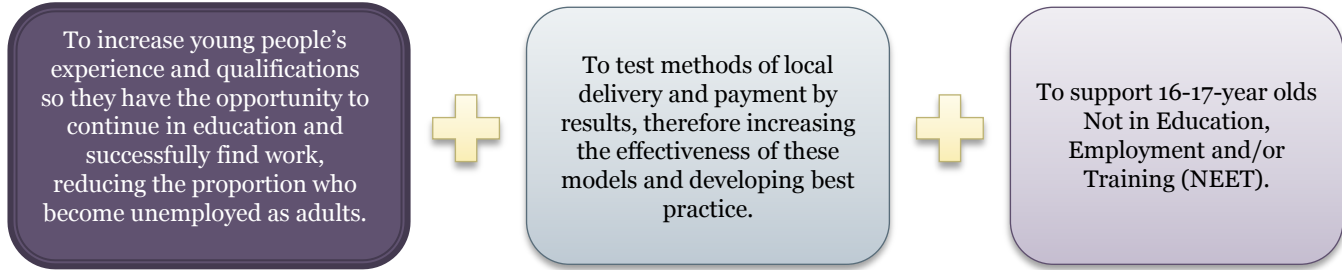 To increase young people’s
experience and qualifications
so they have the opportunity to
continue in education and
successfully find work,
reducing the proportion who
become unemployed as adults.
To test methods of local
delivery and payment by
results, therefore increasing
the effectiveness of these
models and developing best
practice.
To support 16-17-year olds
Not in Education,
Employment and/or
Training (NEET).